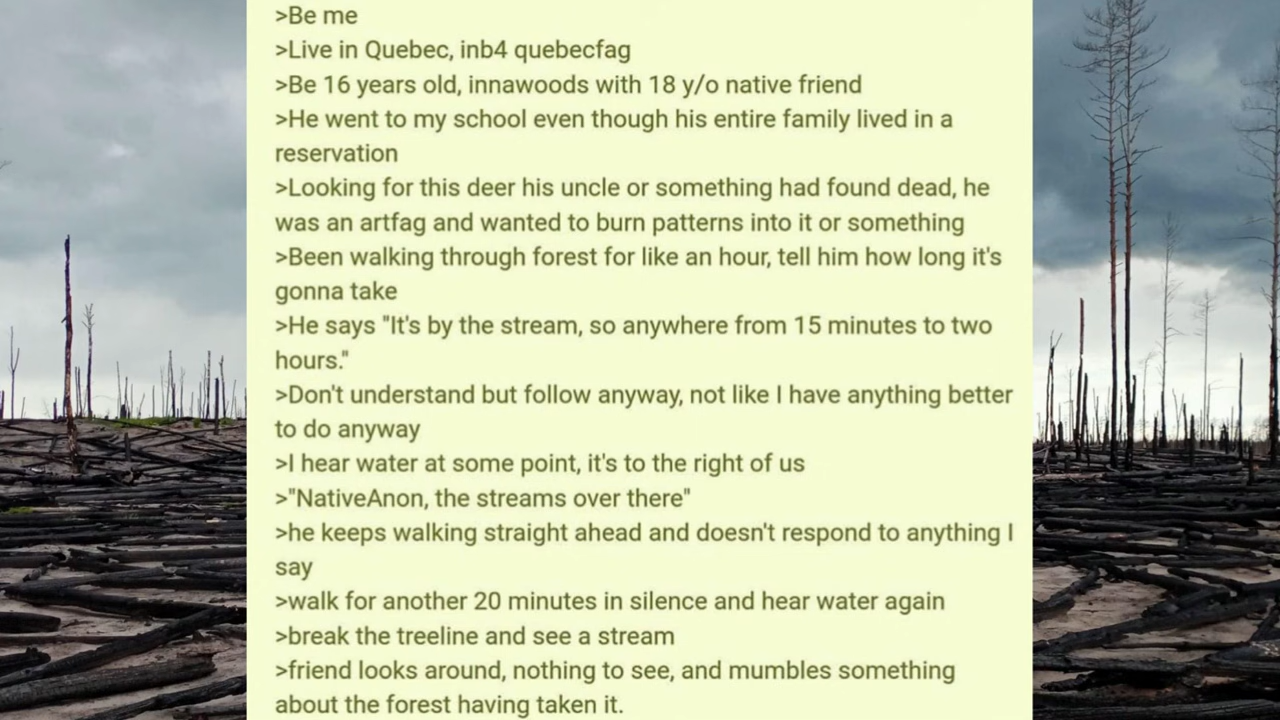 >Be me
>Live in Quebec, inb4 quebecfag
>Be 16 years old, innawoods with 18 y/o native friend
>He went to my school even though his entire family lived in a
reservation
>Looking for this deer his uncle or something had found dead, he
was an artfag and wanted to burn patterns into it or something
>Been walking through forest for like an hour, tell him how long it's
gonna take
>He says "It's by the stream, so anywhere from 15 minutes to two
hours."
>Don't understand but follow anyway, not like I have anything better
to do anyway
>I hear water at some point, it's to the right of us
>"NativeAnon, the streams over there"
>he keeps walking straight ahead and doesn't respond to anything I
say
>walk for another 20 minutes in silence and hear water again
>break the treeline and see a stream
>friend looks around, nothing to see, and mumbles something
about the forest having taken it.